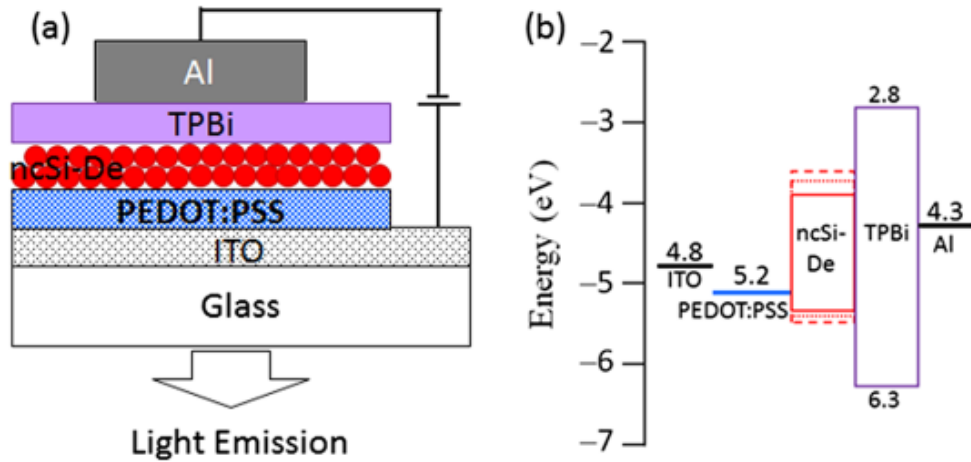 (a)
Al
TPBi
ncSi-De
PEDOT:PSS
ITO
Glass
Light Emission
(b)
Energy (eV)
−2
−3
−4
−5
−6
−7
4.8
ITO
5.2
PEDOT:PSS
ncSi-
De
2.8
TPBi
6.3
4.3
Al